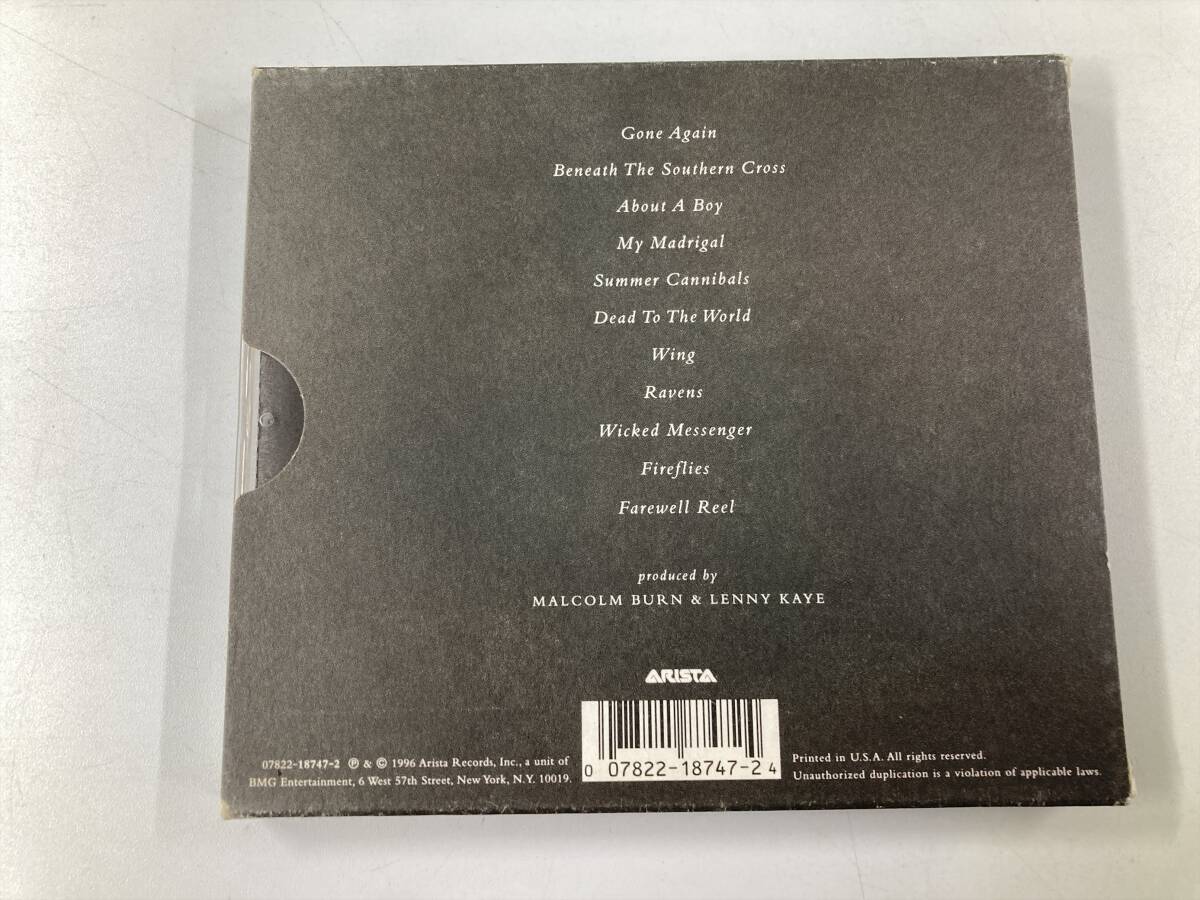 Gone Again
Beneath The Southern Cross
About A Boy
My Madrigal
Summer Cannibals
Dead To The World
Wing
Ravens
Wicked Messenger
Fireflies
Farewell Reel
produced by
MALCOLM BURN & LENNY KAYE
ARISTA
07822-18747-2 ℗ & © 1996 Arista Records, Inc., a unit of
BMG Entertainment, 6 West 57th Street, New York, N.Y. 10019.
0 07822-18747-2 4
Printed in U.S.A. All rights reserved.
Unauthorized duplication is a violation of applicable laws.